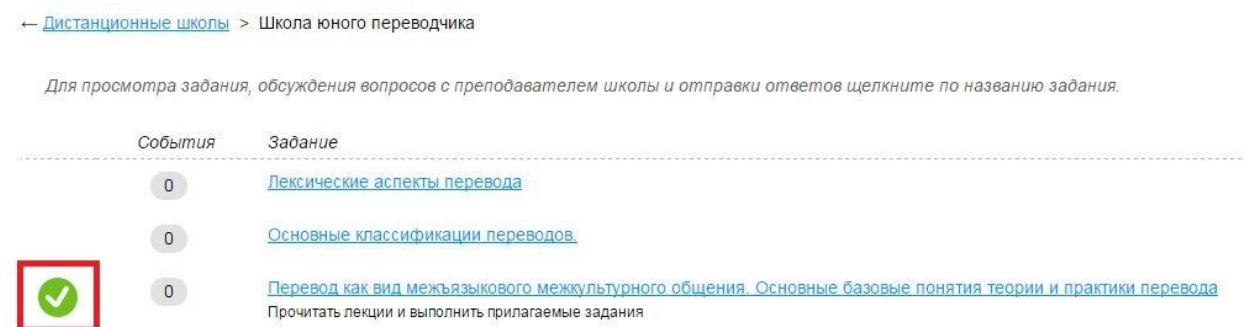 ← Дистанционные школы > Школа юного переводчика
Для просмотра задания, обсуждения вопросов с преподавателем школы и отправки ответов щелкните по названию задания.
События Задание
0 Лексические аспекты перевода
0 Основные классификации переводов.
0 Перевод как вид межъязыкового межкультурного общения. Основные базовые понятия теории и практики перевода
Прочитать лекции и выполнить прилагаемые задания